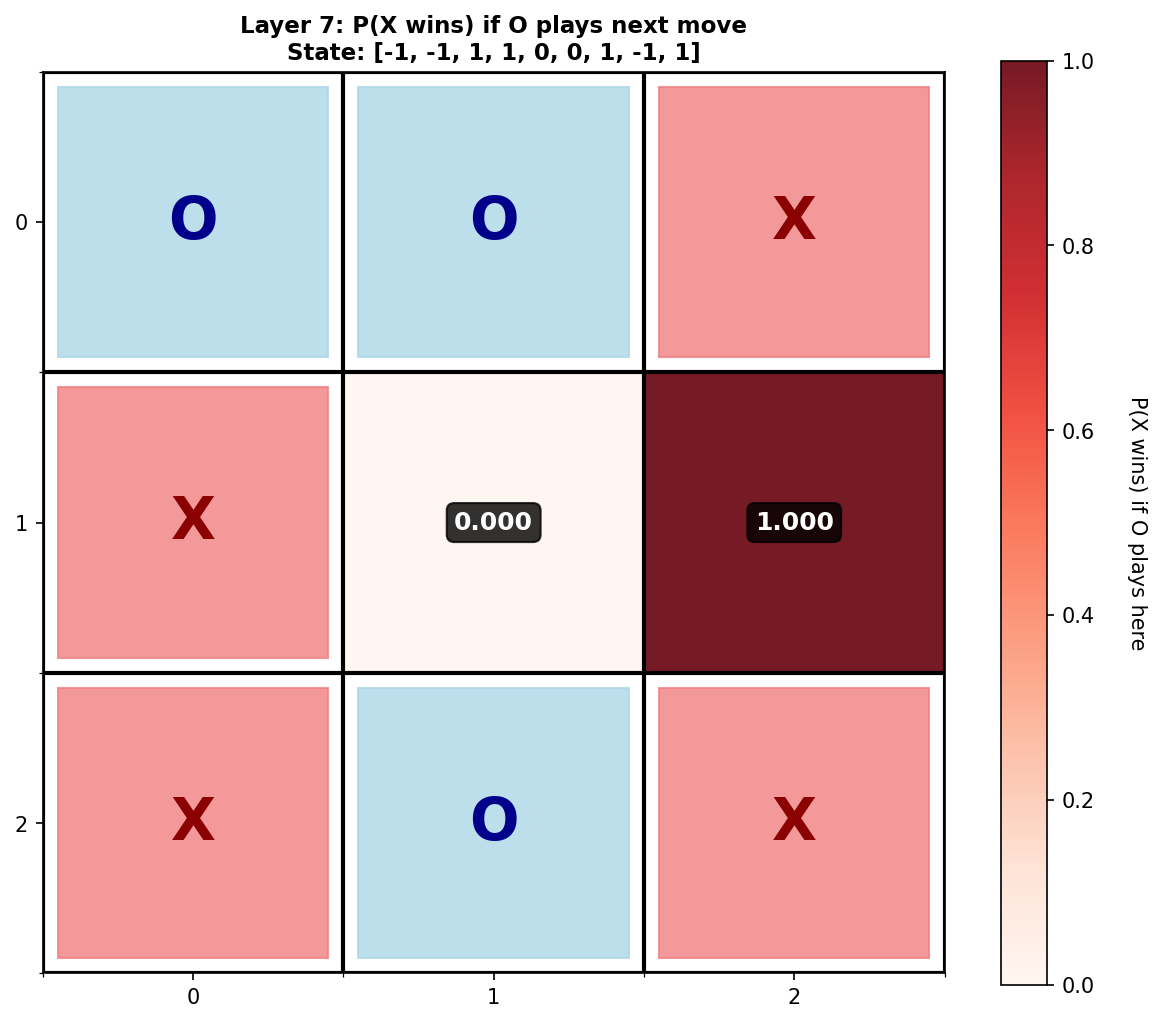 Layer 7: P(X wins) if O plays next move
State: [-1, -1, 1, 1, 0, 0, 1, -1, 1]
0
O
O
X
1
X
0.000
1.000
2
X
O
X
0
1
2
1.0
0.8
0.6
0.4
0.2
0.0
P(X wins) if O plays here